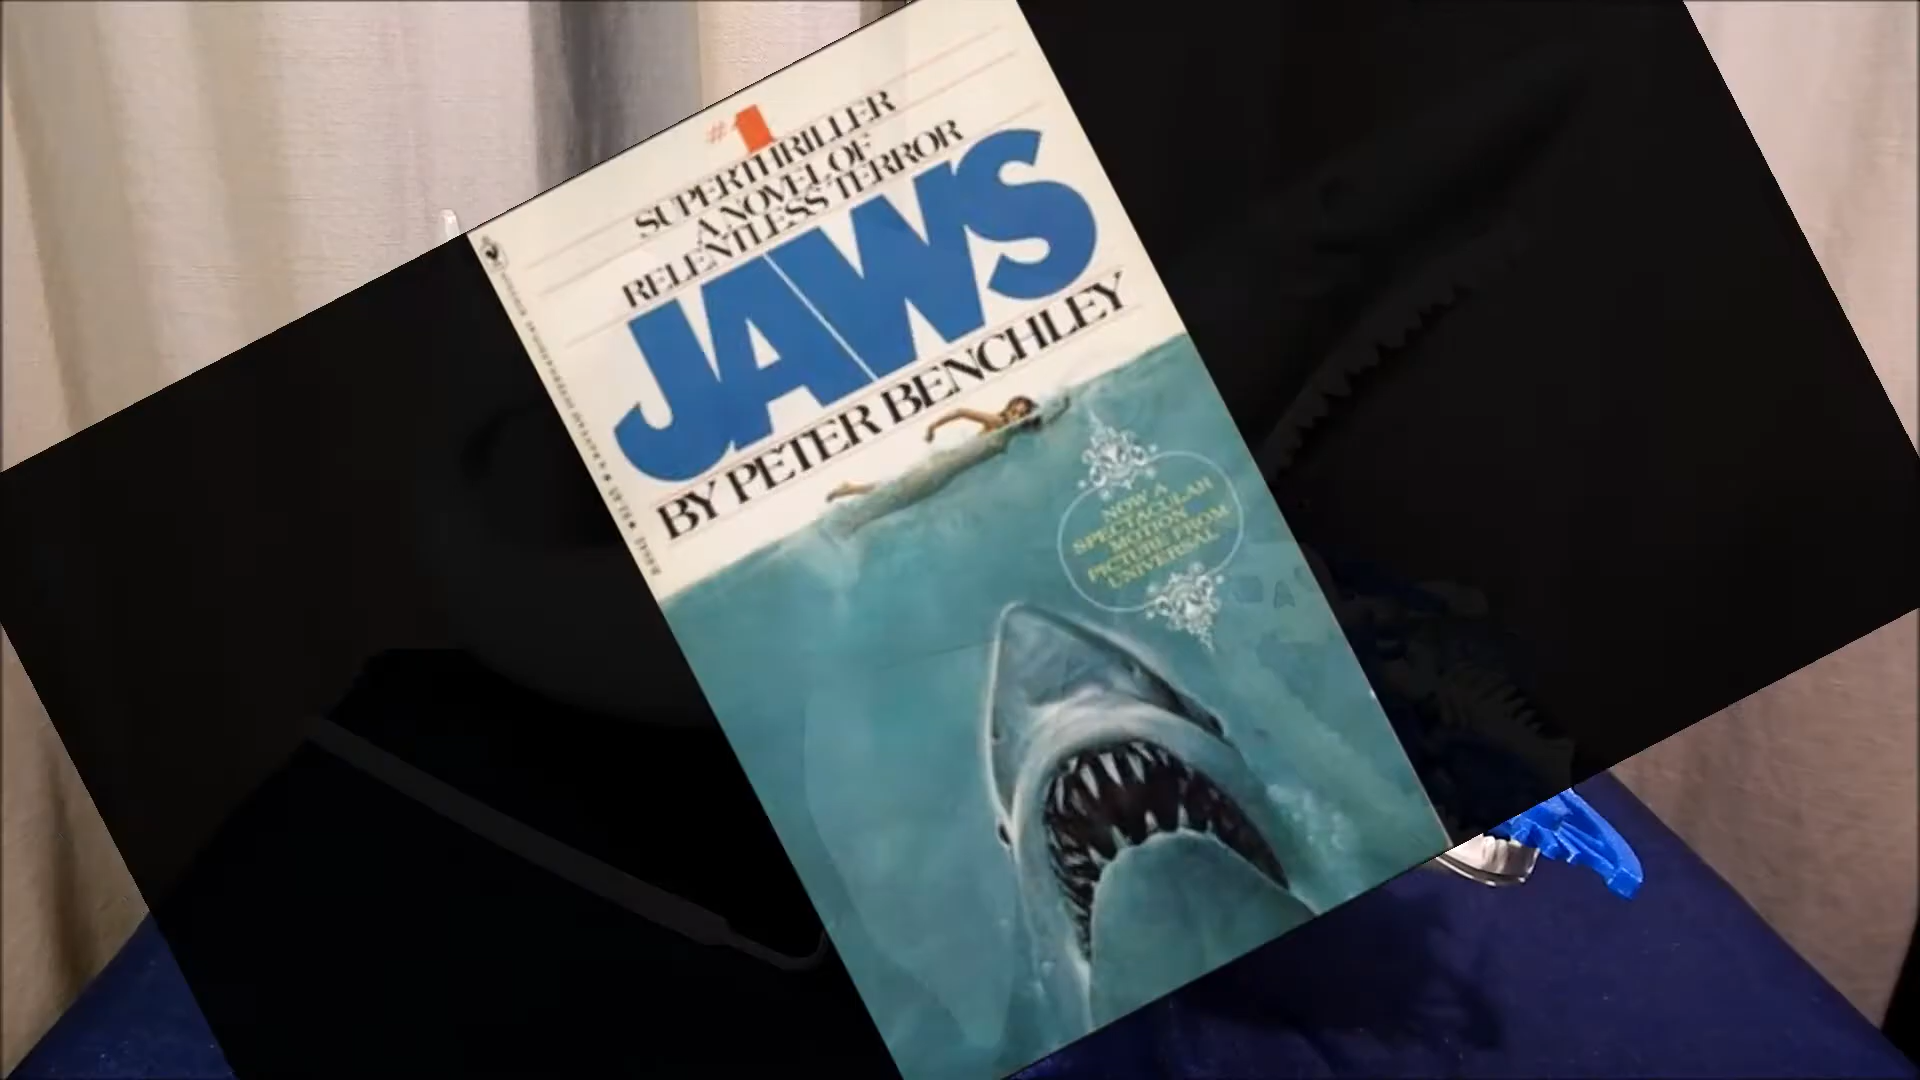 #1
SUPERTHRILLER
A NOVEL OF
RELENTLESS TERROR
JAWS
BY PETER BENCHLEY
NOW A
SPECTACULAR
MOTION
PICTURE FROM
UNIVERSAL